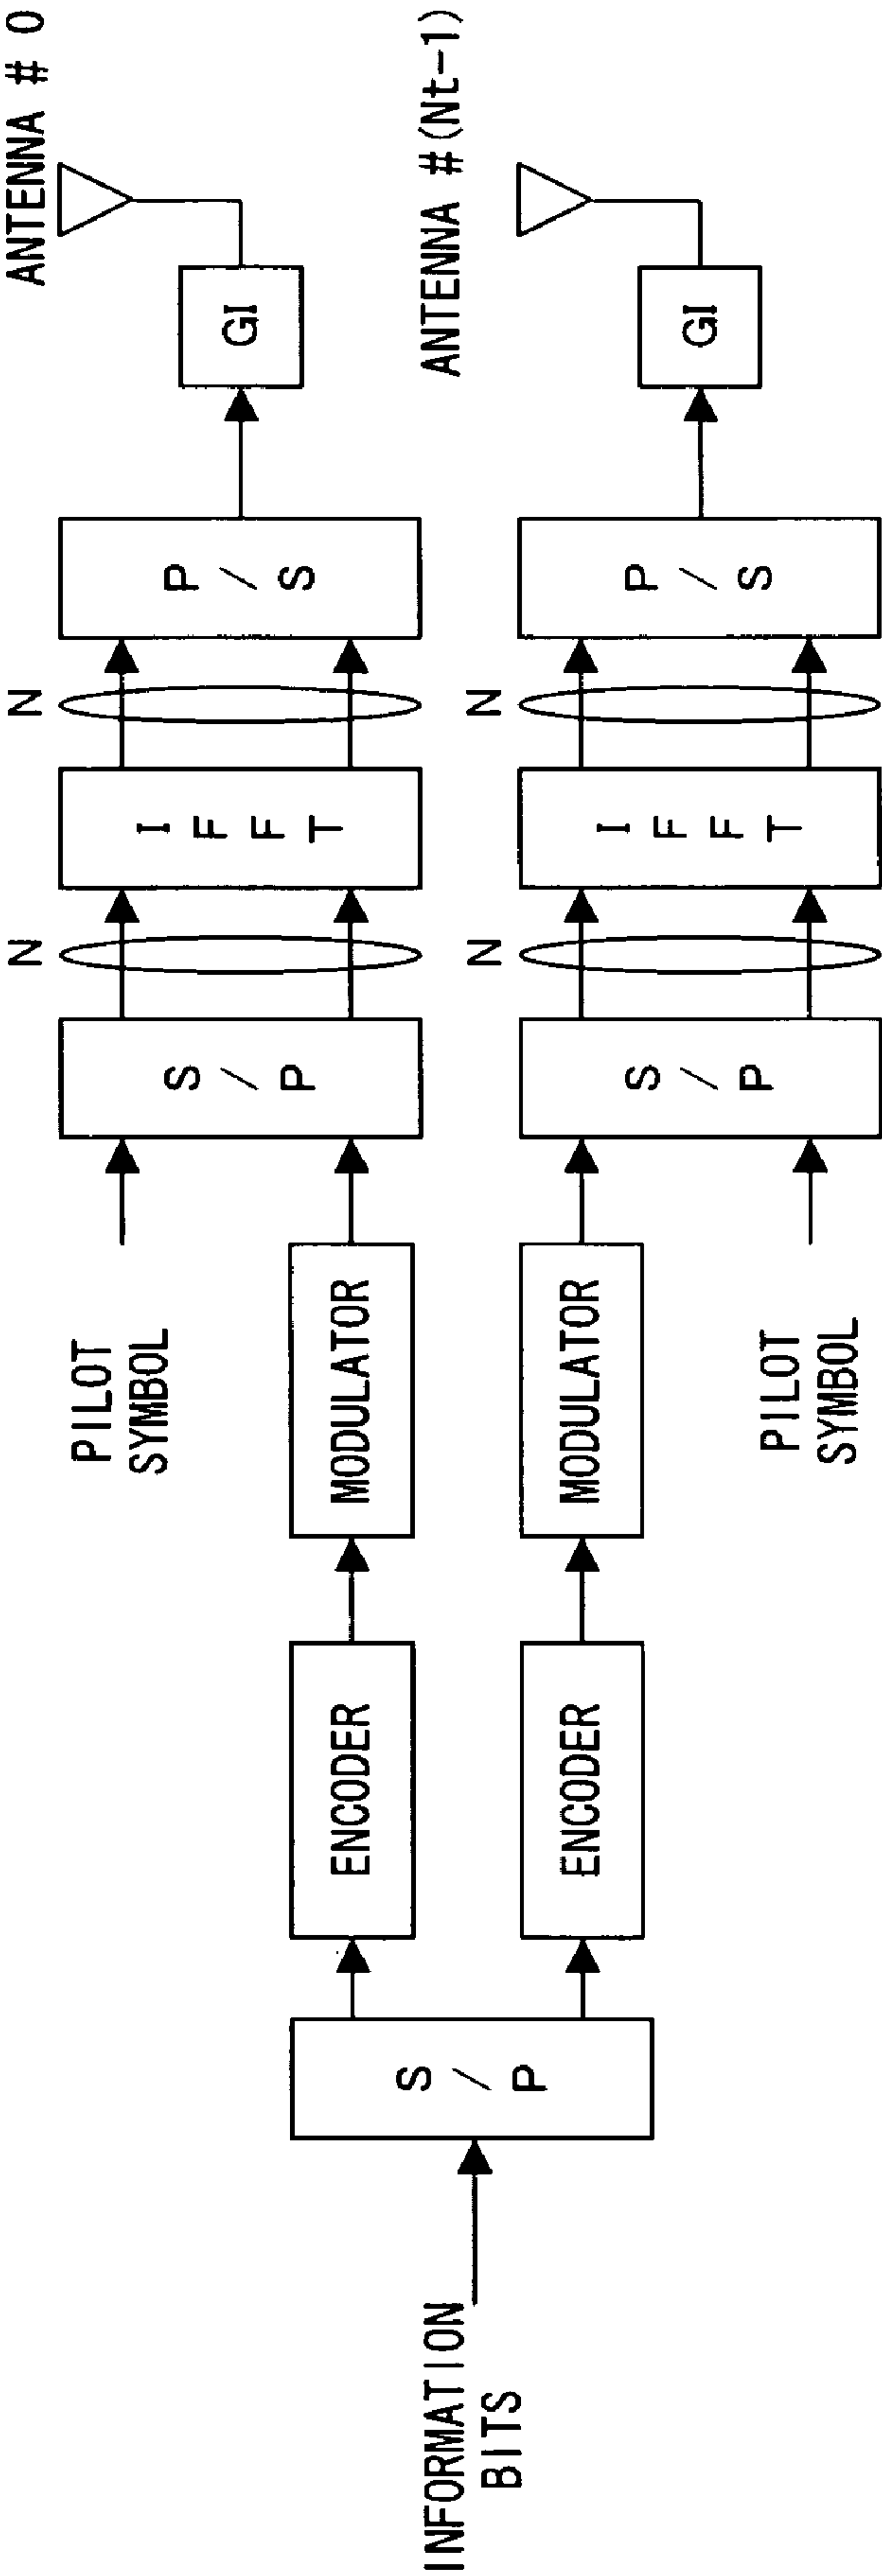 ANTENNA # 0
N
N
PILOT
SYMBOL
S/P
IFFT
P/S
GI
ENCODER
MODULATOR
INFORMATION
BITS
S/P
ANTENNA #(Nt-1)
ENCODER
MODULATOR
N
N
S/P
IFFT
P/S
GI
PILOT
SYMBOL